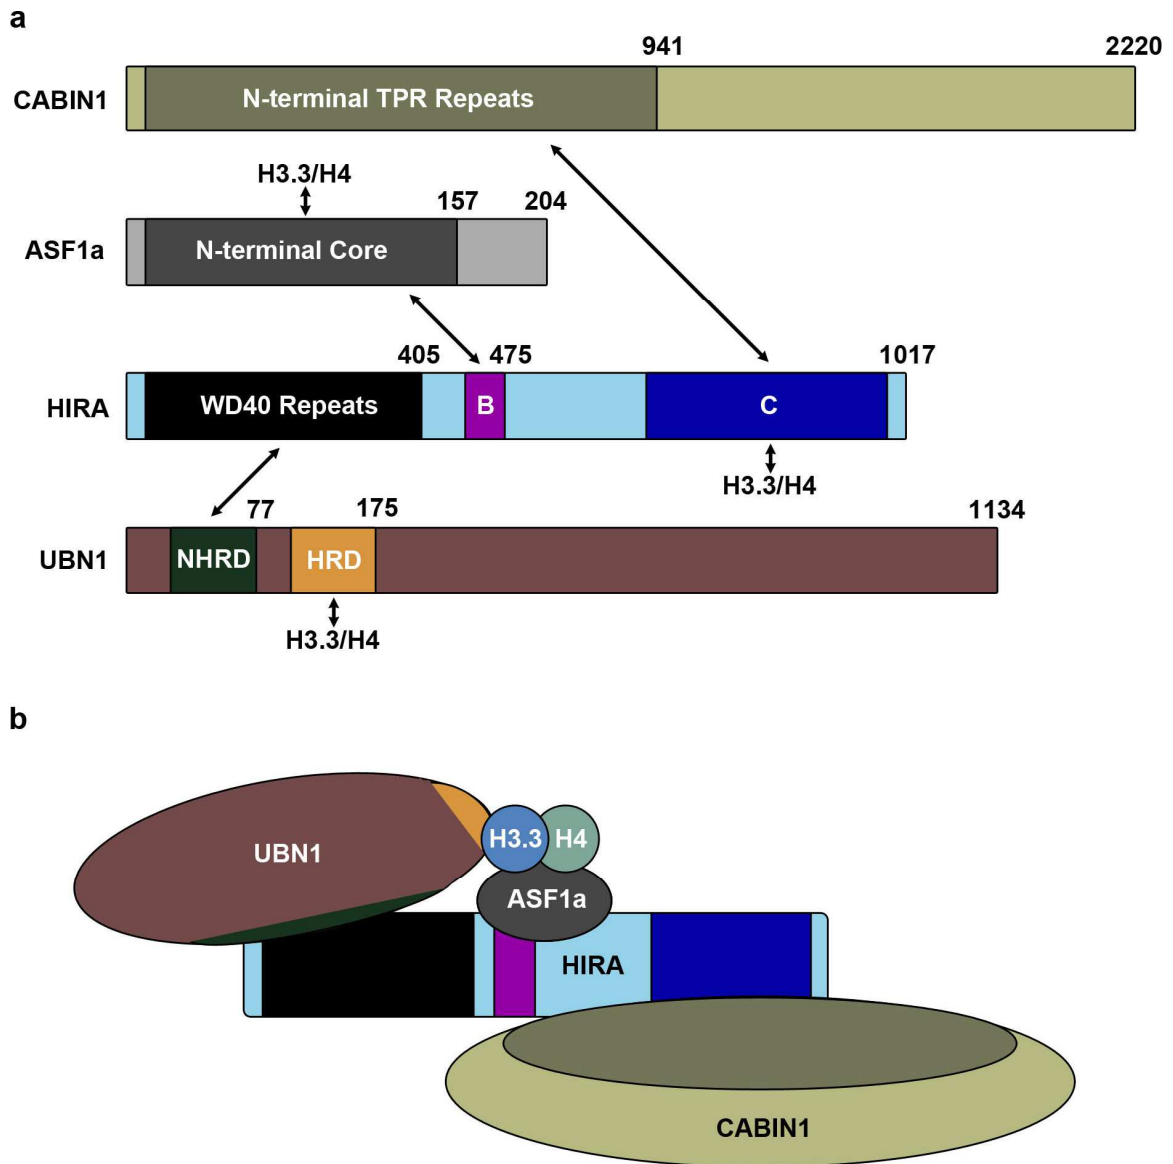 a
941 2220
CABIN1 N-terminal TPR Repeats
H3.3/H4
157 204
ASF1a N-terminal Core
405 475 1017
HIRA WD40 Repeats B C
H3.3/H4
77 175 1134
UBN1 NHRD HRD
H3.3/H4
b
UBN1
H3.3 H4
ASF1a
HIRA
CABIN1